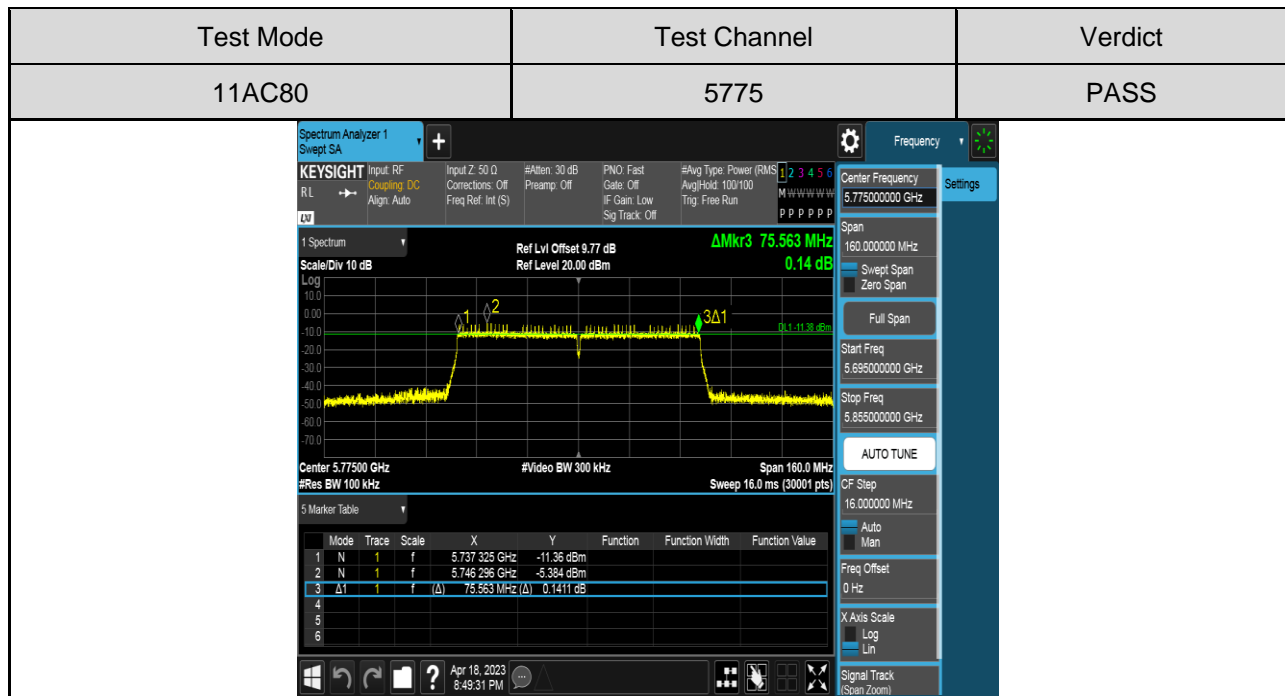 Test Mode Test Channel Verdict
11AC80 5775 PASS
Spectrum Analyzer 1
Swept SA
+
Frequency
KEYSIGHT
RL
LXI
Input: RF
Coupling: DC
Align: Auto
Input Z: 50 Ω
Corrections: Off
Freq Ref: Int (S)
#Atten: 30 dB
Preamp: Off
PNO: Fast
Gate: Off
IF Gain: Low
Sig Track: Off
#Avg Type: Power (RMS
Avg|Hold: 100/100
Trig: Free Run
1 2 3 4 5 6
M W W W W W
P P P P P P
1 Spectrum
Scale/Div 10 dB
Ref Lvl Offset 9.77 dB
Ref Level 20.00 dBm
ΔMkr3 75.563 MHz
0.14 dB
Log
10.0
0.00
-10.0
-20.0
-30.0
-40.0
-50.0
-60.0
-70.0
1
2
3Δ1
DL1 -11.38 dBm
Center 5.77500 GHz #Video BW 300 kHz Span 160.0 MHz
#Res BW 100 kHz Sweep 16.0 ms (30001 pts)
5 Marker Table
Mode Trace Scale X Y Function Function Width Function Value
1 N 1 f 5.737 325 GHz -11.36 dBm
2 N 1 f 5.746 296 GHz -5.384 dBm
3 Δ1 1 f (Δ) 75.563 MHz (Δ) 0.1411 dB
4
5
6
?
Apr 18, 2023
8:49:31 PM
Center Frequency
5.775000000 GHz
Settings
Span
160.000000 MHz
Swept Span
Zero Span
Full Span
Start Freq
5.695000000 GHz
Stop Freq
5.855000000 GHz
AUTO TUNE
CF Step
16.000000 MHz
Auto
Man
Freq Offset
0 Hz
X Axis Scale
Log
Lin
Signal Track
(Span Zoom)